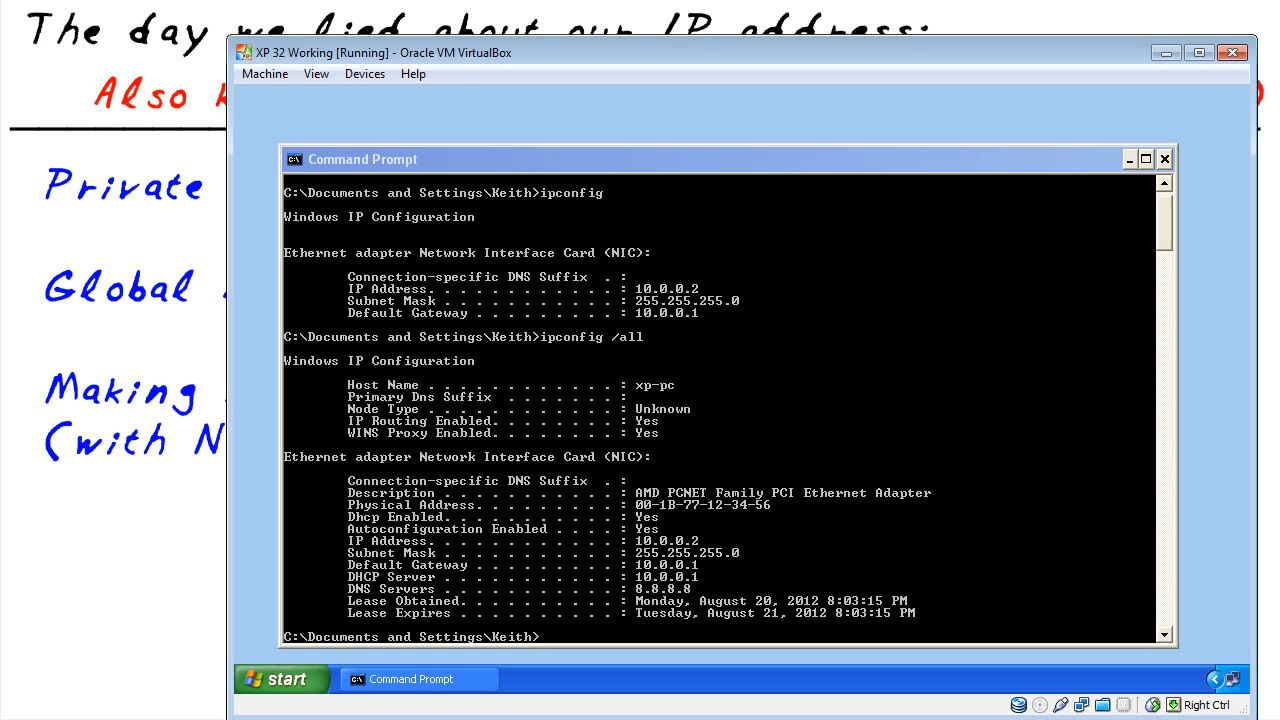 The day we lied about our IP address:
Also
Private
Global
Making
(with N
XP 32 Working [Running] - Oracle VM VirtualBox
Machine View Devices Help
Command Prompt
C:\Documents and Settings\Keith>ipconfig
Windows IP Configuration
Ethernet adapter Network Interface Card (NIC):
Connection-specific DNS Suffix . :
IP Address. . . . . . . . . . . . : 10.0.0.2
Subnet Mask . . . . . . . . . . . : 255.255.255.0
Default Gateway . . . . . . . . . : 10.0.0.1
C:\Documents and Settings\Keith>ipconfig /all
Windows IP Configuration
Host Name . . . . . . . . . . . . : xp-pc
Primary Dns Suffix . . . . . . . :
Node Type . . . . . . . . . . . . : Unknown
IP Routing Enabled. . . . . . . . : Yes
WINS Proxy Enabled. . . . . . . . : Yes
Ethernet adapter Network Interface Card (NIC):
Connection-specific DNS Suffix . :
Description . . . . . . . . . . . : AMD PCNET Family PCI Ethernet Adapter
Physical Address. . . . . . . . . : 00-1B-77-12-34-56
Dhcp Enabled. . . . . . . . . . . : Yes
Autoconfiguration Enabled . . . . : Yes
IP Address. . . . . . . . . . . . : 10.0.0.2
Subnet Mask . . . . . . . . . . . : 255.255.255.0
Default Gateway . . . . . . . . . : 10.0.0.1
DHCP Server . . . . . . . . . . . : 10.0.0.1
DNS Servers . . . . . . . . . . . : 8.8.8.8
Lease Obtained. . . . . . . . . . : Monday, August 20, 2012 8:03:15 PM
Lease Expires . . . . . . . . . . : Tuesday, August 21, 2012 8:03:15 PM
C:\Documents and Settings\Keith>
start
Command Prompt
Right Ctrl